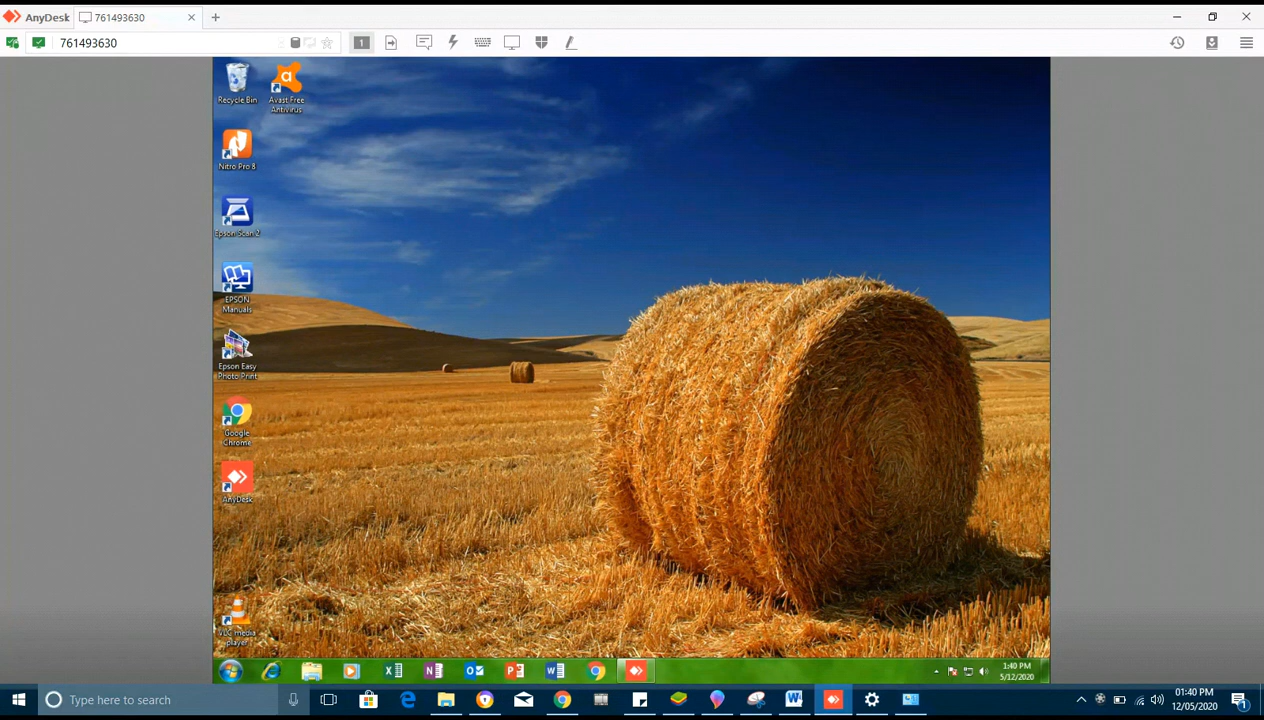 AnyDesk
761493630
761493630
1
Recycle Bin
Avast Free
Antivirus
Nitro Pro 8
Epson Scan 2
EPSON
Manuals
Epson Easy
Photo Print
Google
Chrome
AnyDesk
VLC media
player
1:40 PM
5/12/2020
Type here to search
01:40 PM
12/05/2020
1